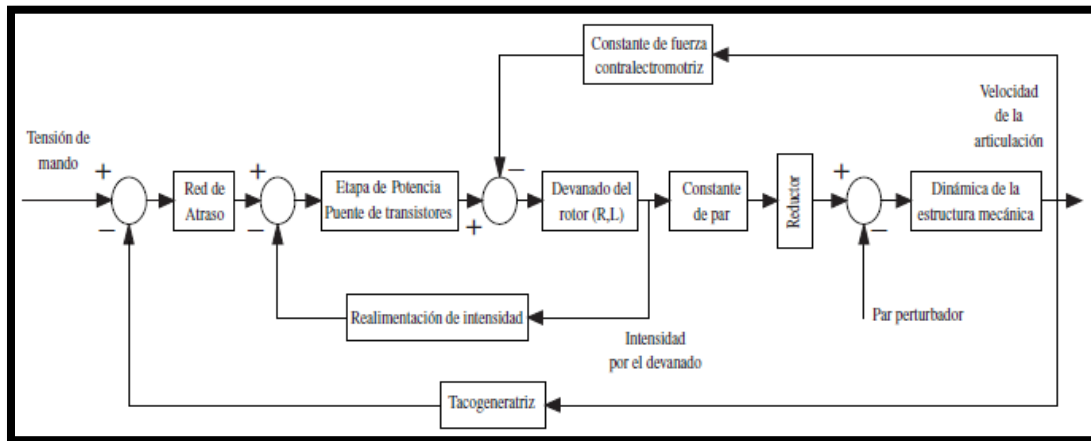 Constante de fuerza
contralectromotriz
Velocidad
de la
articulación
Tensión de
mando
+
−
Red de
Atraso
+
−
Etapa de Potencia
Puente de transistores
−
+
Devanado del
rotor (R,L)
Constante
de par
Reductor
+
−
Dinámica de la
estructura mecánica
Realimentación de intensidad
Par perturbador
Intensidad
por el devanado
Tacogeneratriz